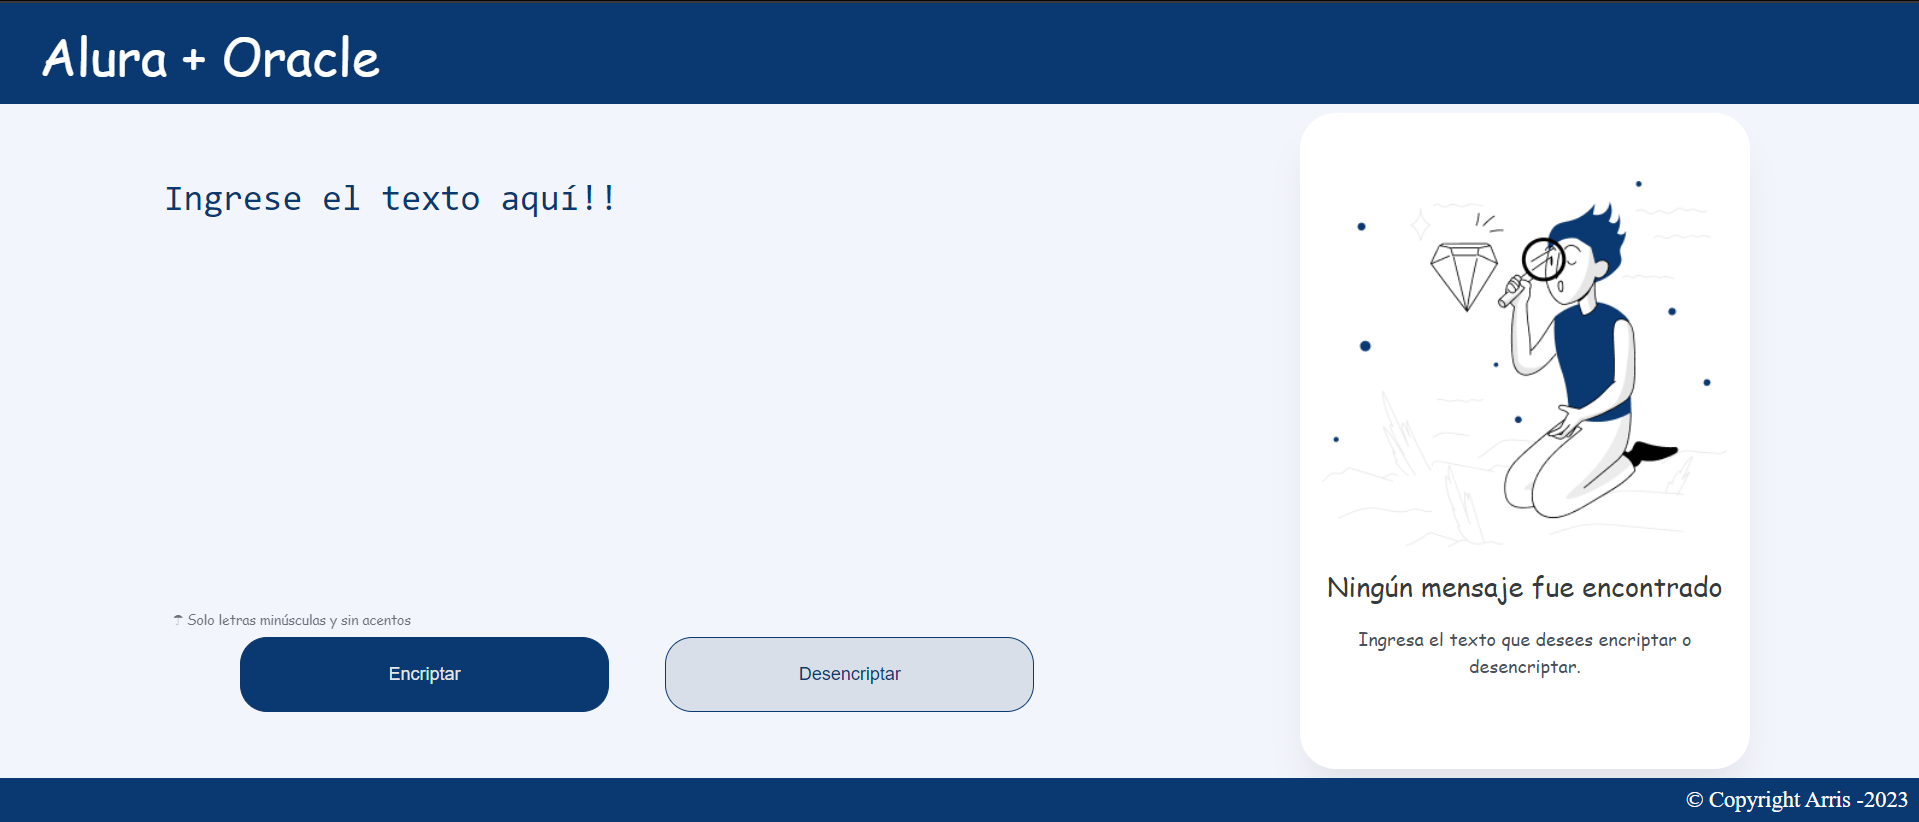 Alura + Oracle
Ingrese el texto aquí!!
☂ Solo letras minúsculas y sin acentos
Encriptar
Desencriptar
Ningún mensaje fue encontrado
Ingresa el texto que desees encriptar o
desencriptar.
© Copyright Arris -2023